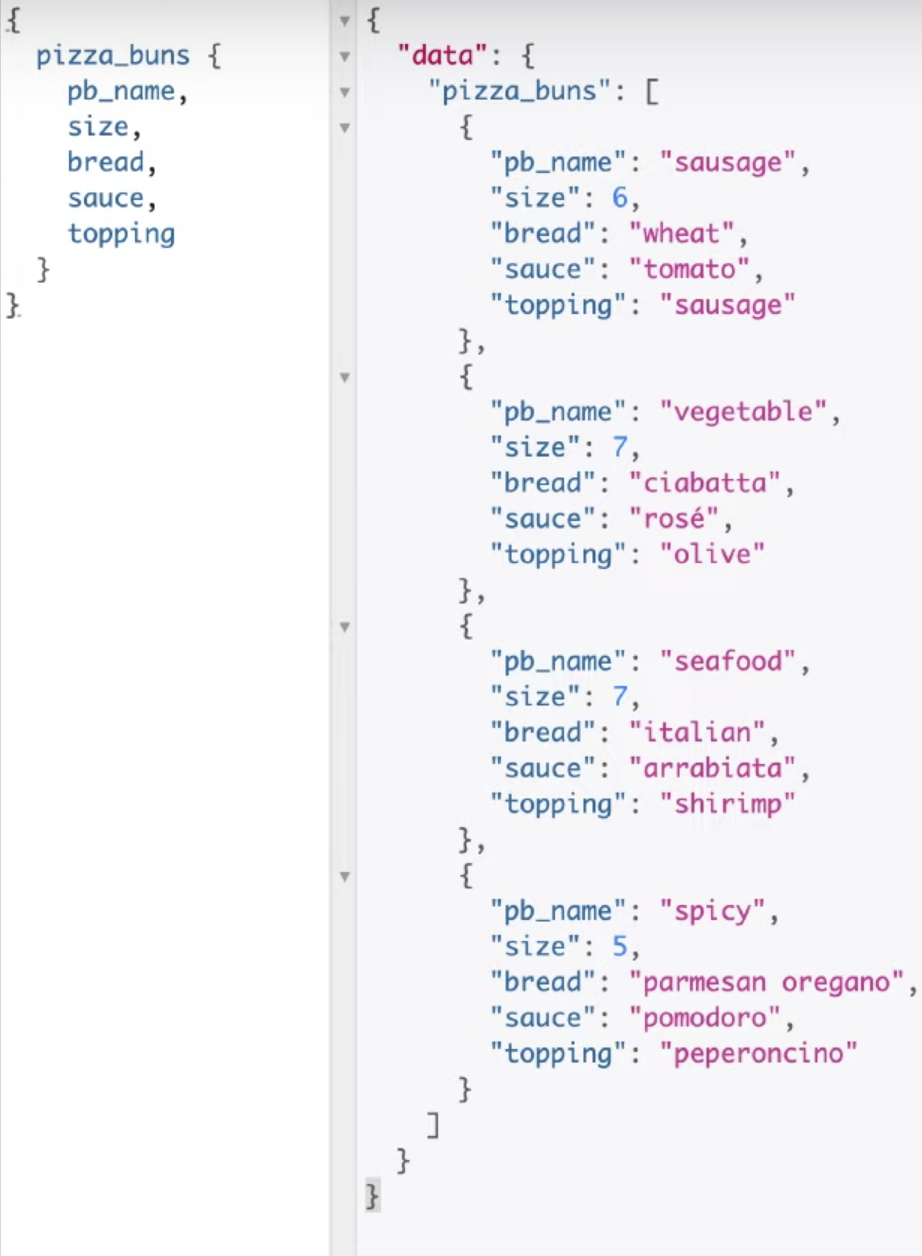 {
pizza_buns {
pb_name,
size,
bread,
sauce,
topping
}
}
{
"data": {
"pizza_buns": [
{
"pb_name": "sausage",
"size": 6,
"bread": "wheat",
"sauce": "tomato",
"topping": "sausage"
},
{
"pb_name": "vegetable",
"size": 7,
"bread": "ciabatta",
"sauce": "rosé",
"topping": "olive"
},
{
"pb_name": "seafood",
"size": 7,
"bread": "italian",
"sauce": "arrabiata",
"topping": "shirimp"
},
{
"pb_name": "spicy",
"size": 5,
"bread": "parmesan oregano",
"sauce": "pomodoro",
"topping": "peperoncino"
}
]
}
}